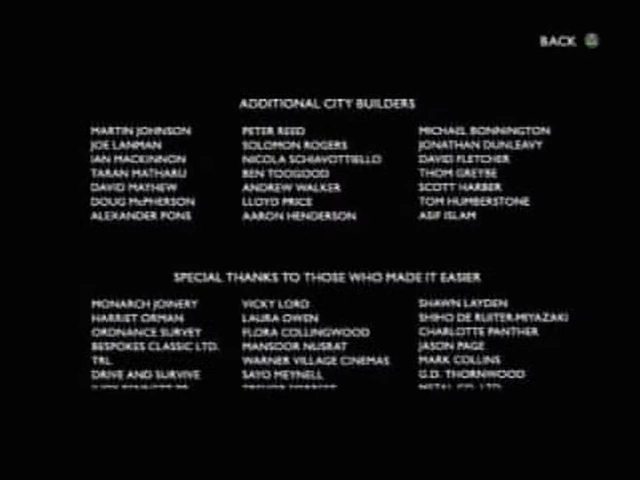 BACK
ADDITIONAL CITY BUILDERS
MARTIN JOHNSON PETER REED MICHAEL BONNINGTON
JOE LANMAN SOLOMON ROGERS JONATHAN DUNLEAVY
IAN MACKINNON NICOLA SCHIAVOTTIELLO DAVID FLETCHER
TARAN MATHARU BEN TOOGOOD THOM GREYBE
DAVID MAYHEW ANDREW WALKER SCOTT HARBER
DOUG McPHERSON LLOYD PRICE TOM HUMBERSTONE
ALEXANDER PONS AARON HENDERSON ASIF ISLAM
SPECIAL THANKS TO THOSE WHO MADE IT EASIER
MONARCH JOINERY VICKY LORD SHAWN LAYDEN
HARRIET ORMAN LAURA OWEN SHIHO DE RUITER-MIYAZAKI
ORDNANCE SURVEY FLORA COLLINGWOOD CHARLOTTE PANTHER
BESPOKES CLASSIC LTD. MANSOOR NUSRAT JASON PAGE
TRL WARNER VILLAGE CINEMAS MARK COLLINS
DRIVE AND SURVIVE SAYO MEYNELL G.D. THORNWOOD